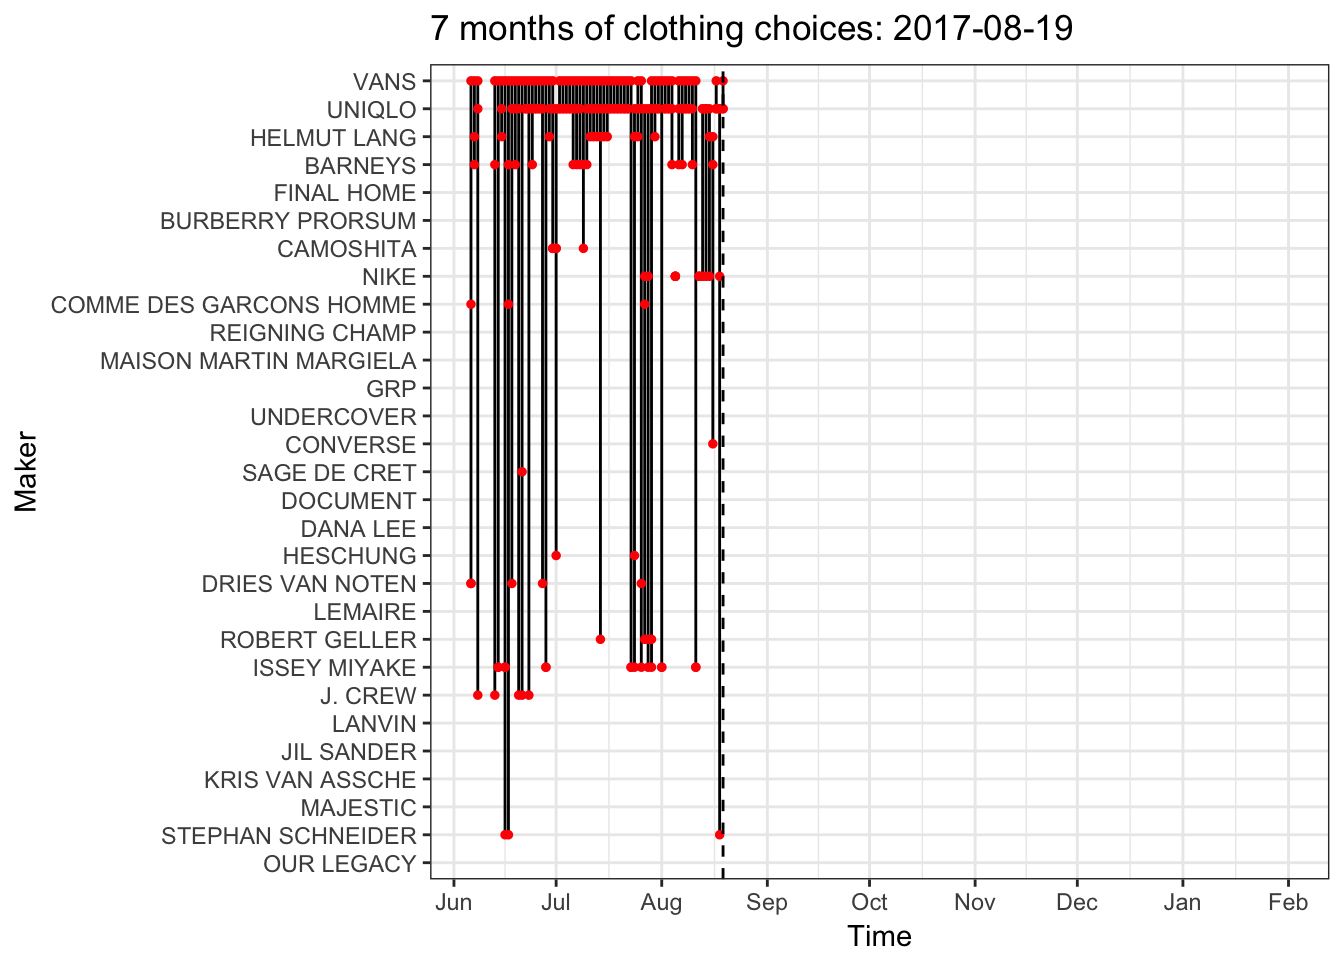 7 months of clothing choices: 2017-08-19
VANS
UNIQLO
HELMUT LANG
BARNEYS
FINAL HOME
BURBERRY PRORSUM
CAMOSHITA
NIKE
COMME DES GARCONS HOMME
REIGNING CHAMP
MAISON MARTIN MARGIELA
GRP
UNDERCOVER
CONVERSE
SAGE DE CRET
DOCUMENT
DANA LEE
HESCHUNG
DRIES VAN NOTEN
LEMAIRE
ROBERT GELLER
ISSEY MIYAKE
J. CREW
LANVIN
JIL SANDER
KRIS VAN ASSCHE
MAJESTIC
STEPHAN SCHNEIDER
OUR LEGACY
Maker
Jun Jul Aug Sep Oct Nov Dec Jan Feb
Time